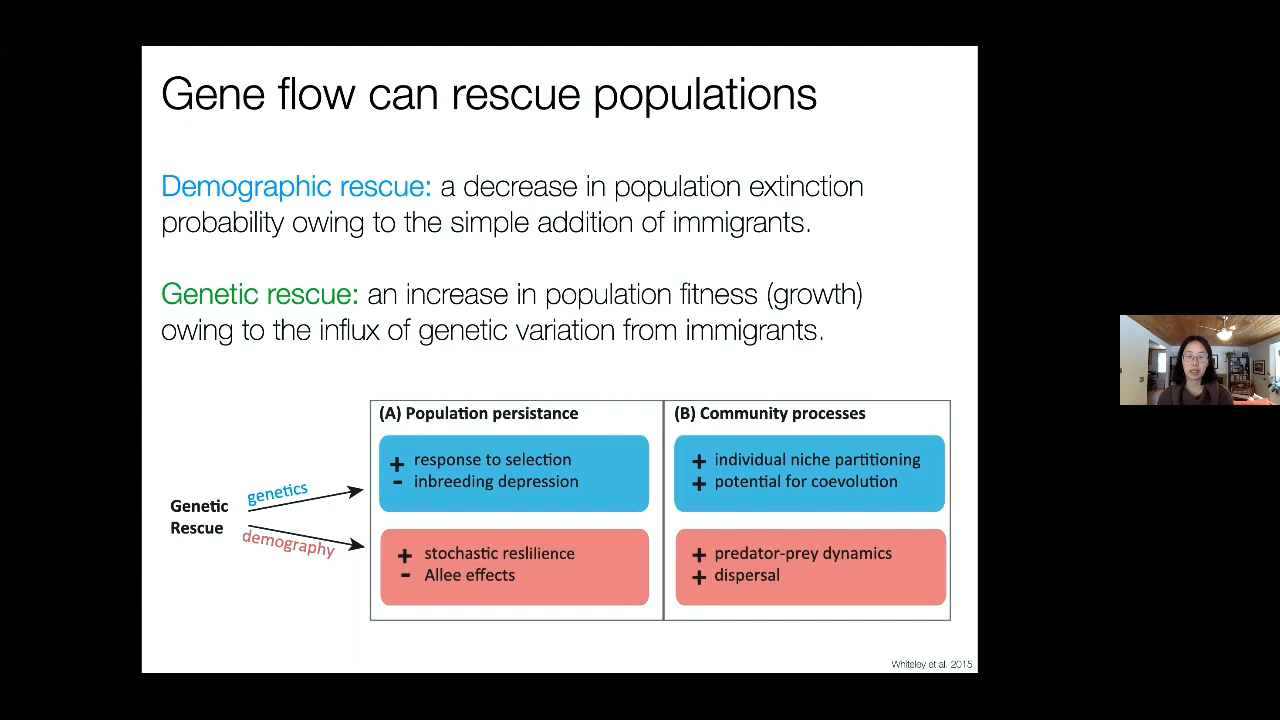 Gene flow can rescue populations
Demographic rescue: a decrease in population extinction
probability owing to the simple addition of immigrants.
Genetic rescue: an increase in population fitness (growth)
owing to the influx of genetic variation from immigrants.
Genetic
Rescue
genetics
demography
(A) Population persistance
+ response to selection
- inbreeding depression
+ stochastic reslilience
- Allee effects
(B) Community processes
+ individual niche partitioning
+ potential for coevolution
+ predator-prey dynamics
+ dispersal
Whiteley et al. 2015